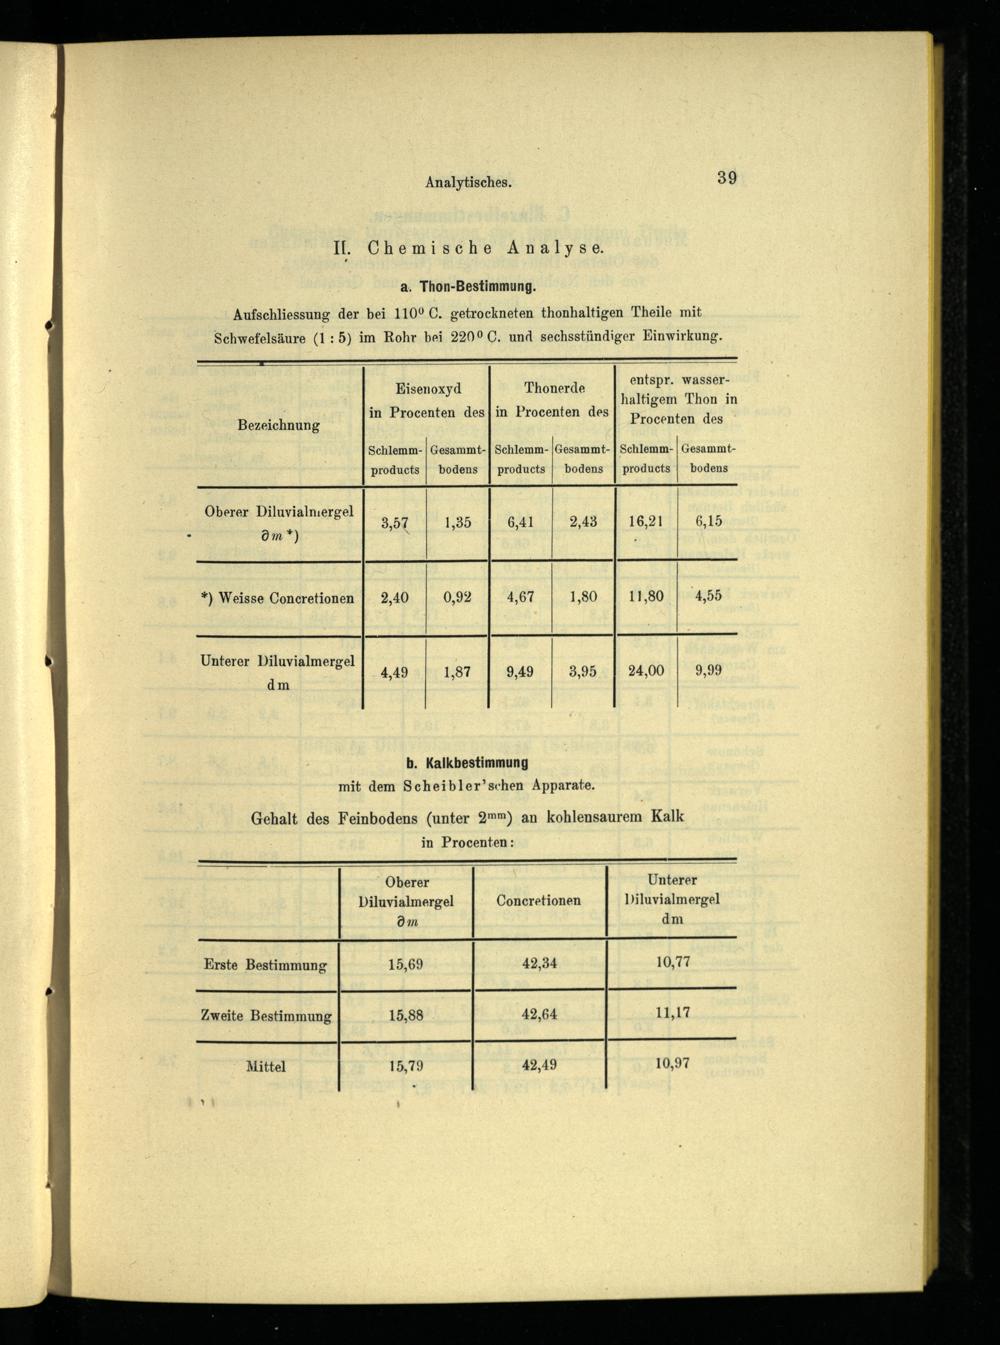 Analytisches. 39
II. Chemische Analyse.
a. Thon-Bestimmung.
Aufschliessung der bei 110⁰ C. getrockneten thonhaltigen Theile mit
Schwefelsäure (1 : 5) im Rohr bei 220⁰ C. und sechsstündiger Einwirkung.
Bezeichnung | Eisenoxyd in Procenten des | Thonerde in Procenten des | entspr. wasser-haltigem Thon in Procenten des
Schlemm-products | Gesammt-bodens | Schlemm-products | Gesammt-bodens | Schlemm-products | Gesammt-bodens
Oberer Diluvialmergel ∂m *) | 3,57 | 1,35 | 6,41 | 2,43 | 16,21 | 6,15
*) Weisse Concretionen | 2,40 | 0,92 | 4,67 | 1,80 | 11,80 | 4,55
Unterer Diluvialmergel dm | 4,49 | 1,87 | 9,49 | 3,95 | 24,00 | 9,99
b. Kalkbestimmung
mit dem Scheibler'schen Apparate.
Gehalt des Feinbodens (unter 2ᵐᵐ) an kohlensaurem Kalk
in Procenten:
Oberer Diluvialmergel ∂m | Concretionen | Unterer Diluvialmergel dm
Erste Bestimmung | 15,69 | 42,34 | 10,77
Zweite Bestimmung | 15,88 | 42,64 | 11,17
Mittel | 15,79 | 42,49 | 10,97